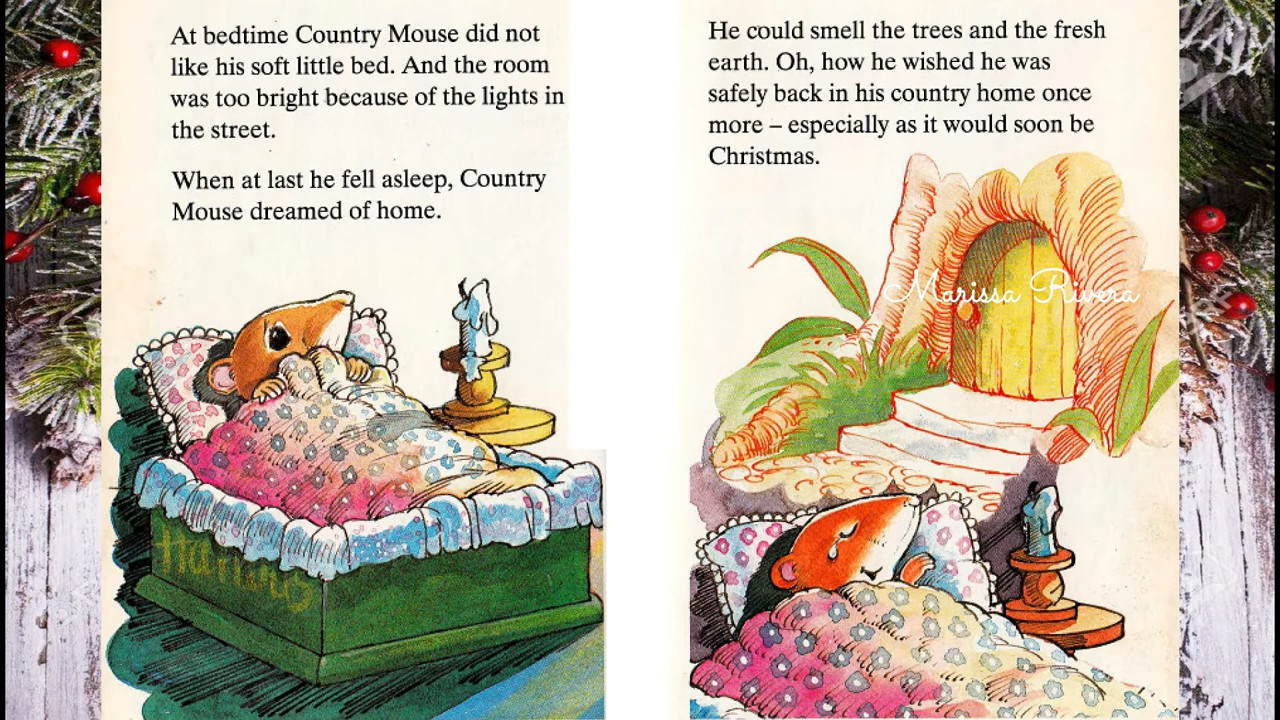 At bedtime Country Mouse did not
like his soft little bed. And the room
was too bright because of the lights in
the street.
When at last he fell asleep, Country
Mouse dreamed of home.
He could smell the trees and the fresh
earth. Oh, how he wished he was
safely back in his country home once
more – especially as it would soon be
Christmas.
Marissa Rivera